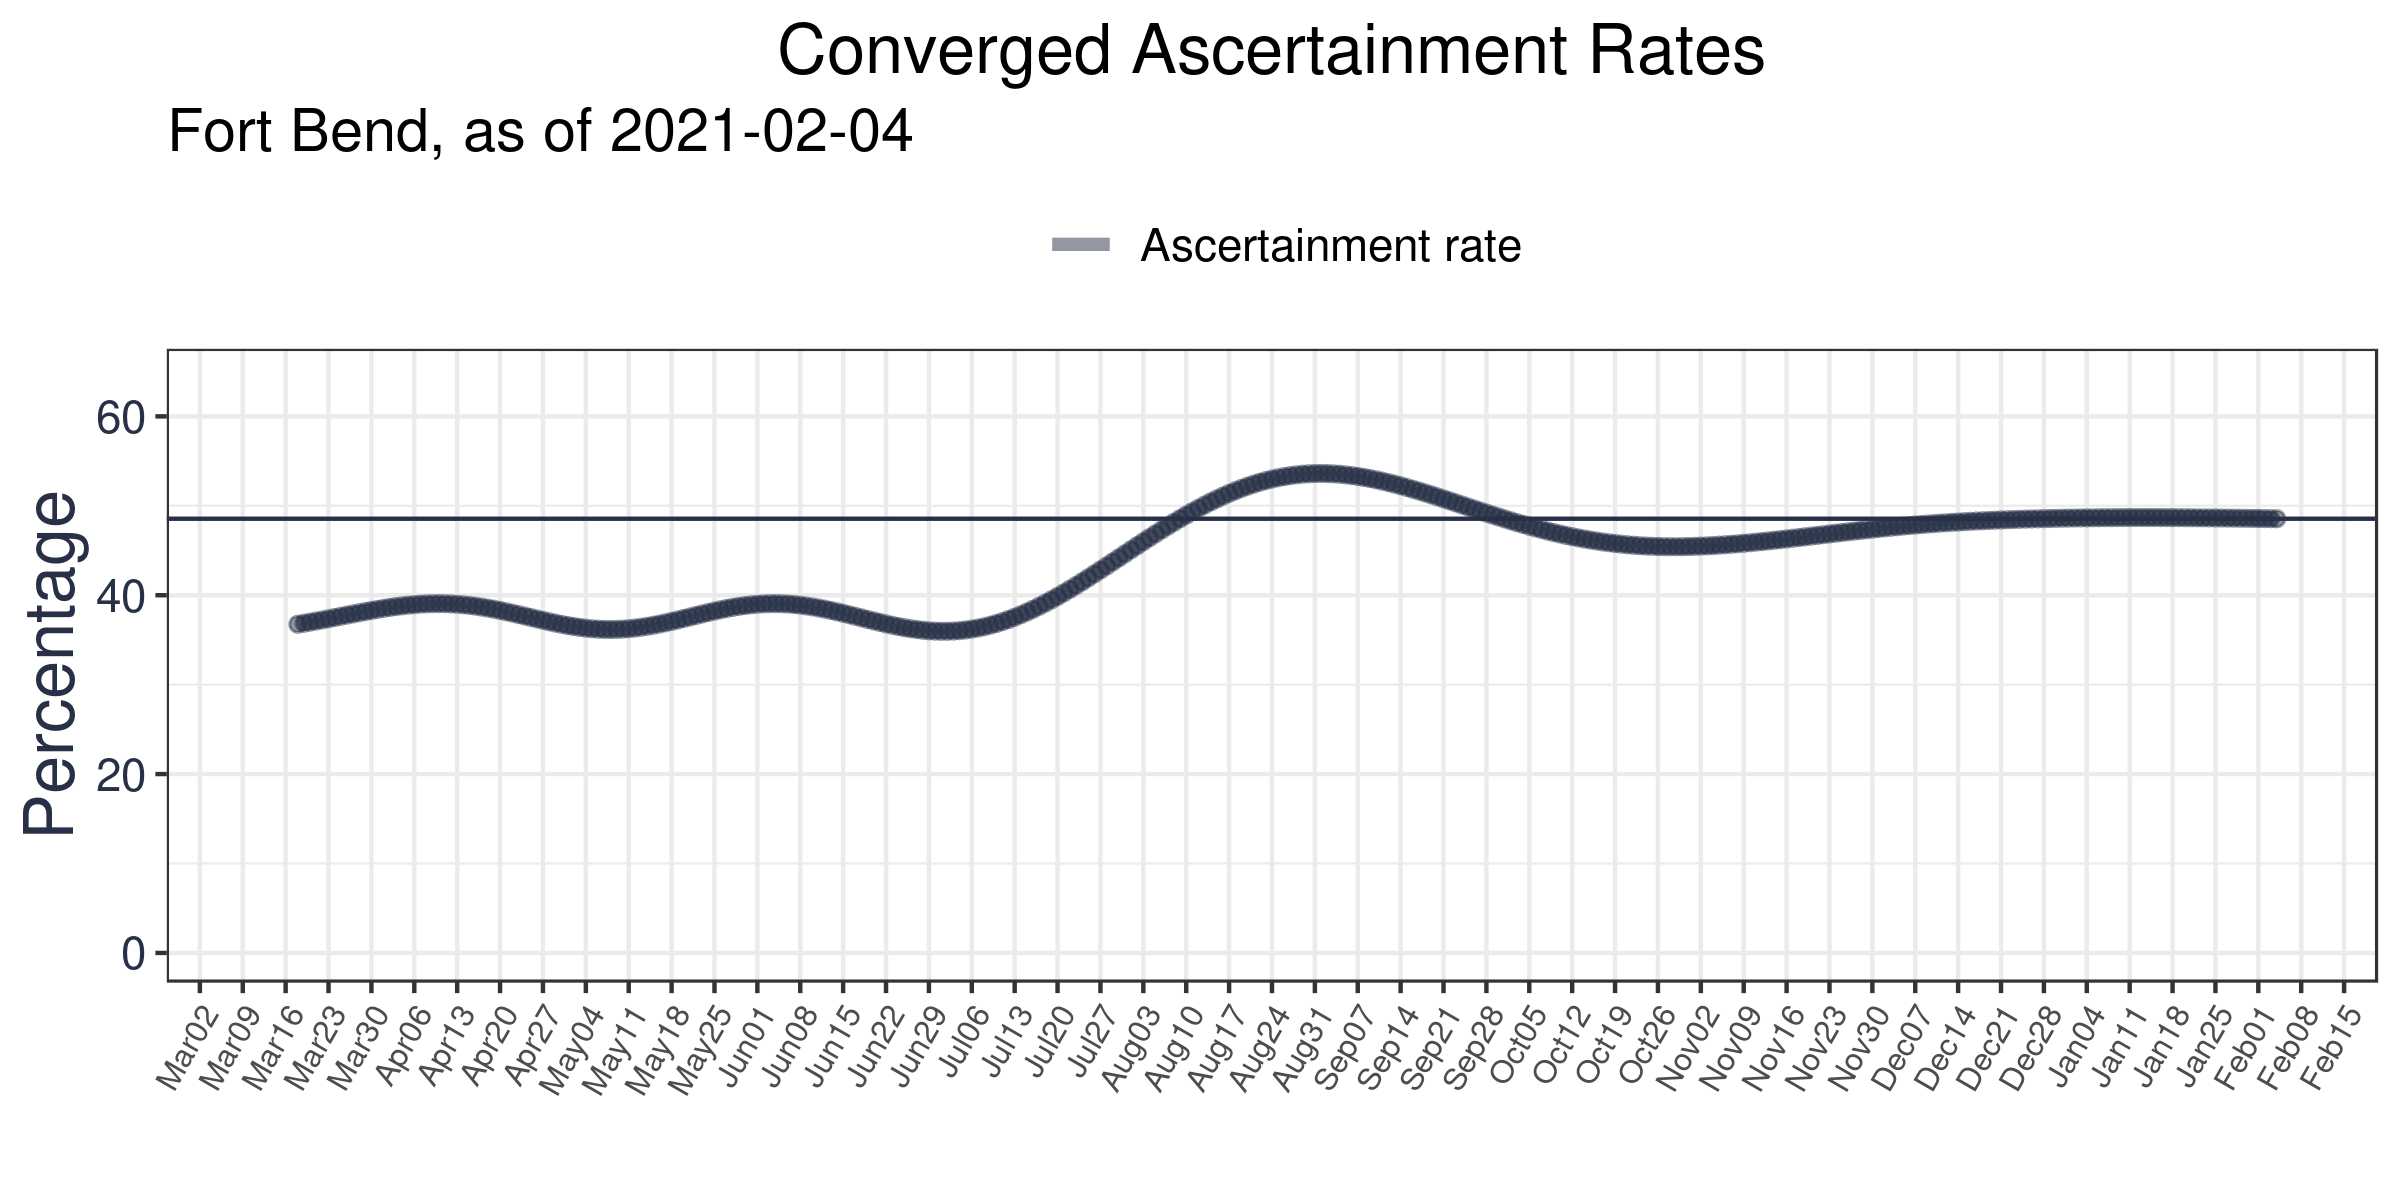 Converged Ascertainment Rates
Fort Bend, as of 2021-02-04
Ascertainment rate
Percentage
60
40
20
0
Mar02 Mar09 Mar16 Mar23 Mar30 Apr06 Apr13 Apr20 Apr27 May04 May11 May18 May25 Jun01 Jun08 Jun15 Jun22 Jun29 Jul06 Jul13 Jul20 Jul27 Aug03 Aug10 Aug17 Aug24 Aug31 Sep07 Sep14 Sep21 Sep28 Oct05 Oct12 Oct19 Oct26 Nov02 Nov09 Nov16 Nov23 Nov30 Dec07 Dec14 Dec21 Dec28 Jan04 Jan11 Jan18 Jan25 Feb01 Feb08 Feb15